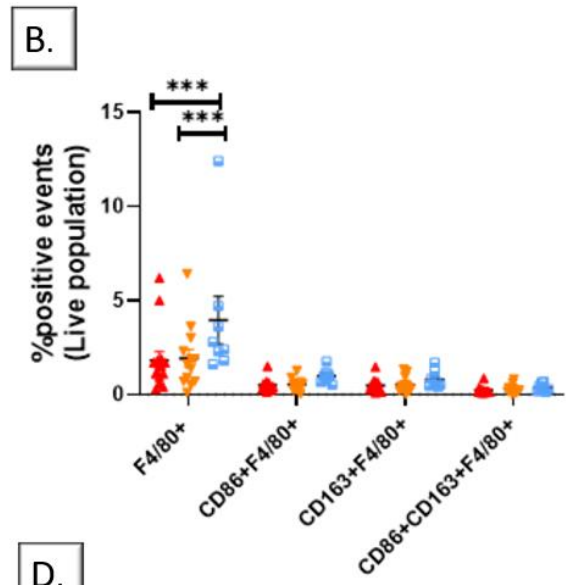 B.
***
***
15
10
5
0
%positive events
(Live population)
F4/80+
CD86+F4/80+
CD163+F4/80+
CD86+CD163+F4/80+
D.